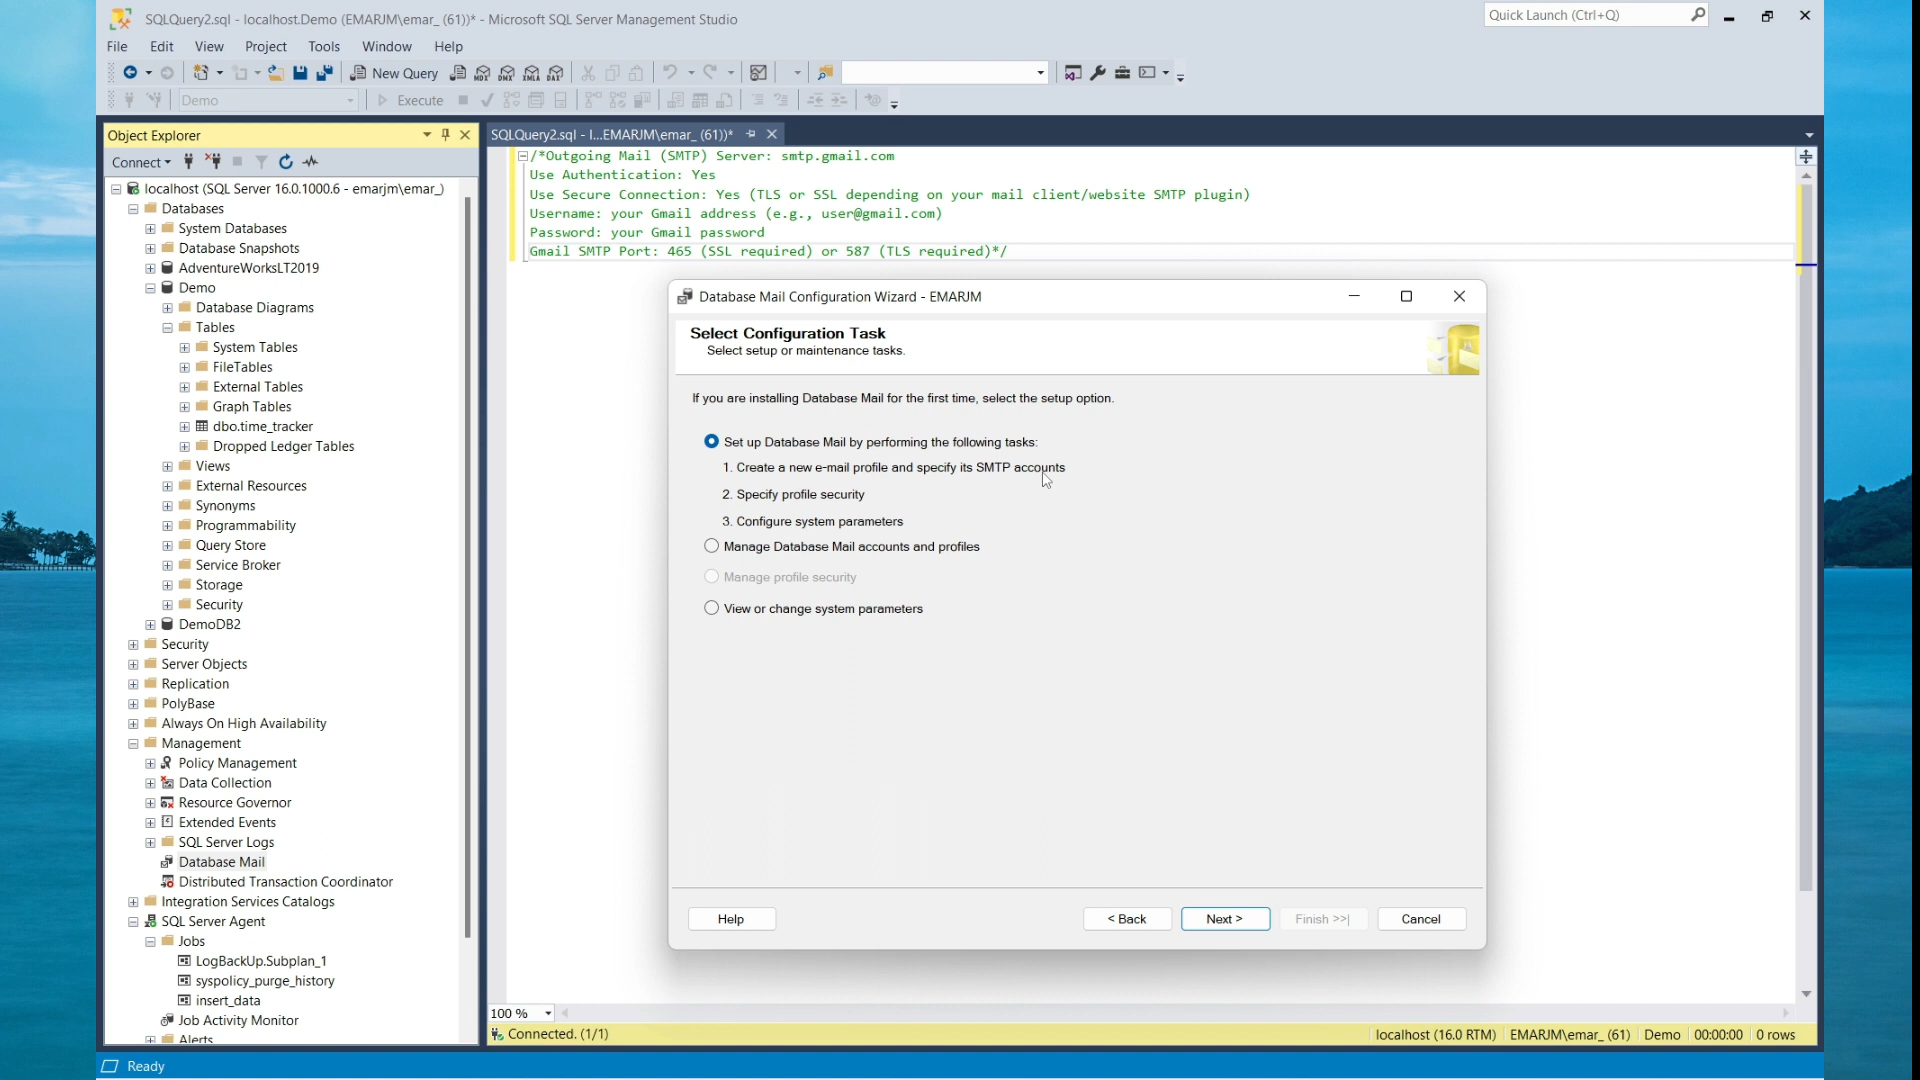 SQLQuery2.sql - localhost.Demo (EMARJM\emar_ (61))* - Microsoft SQL Server Management Studio
Quick Launch (Ctrl+Q)
File Edit View Project Tools Window Help
New Query MDX DMX XMLA DAX
Demo Execute
Object Explorer
SQLQuery2.sql - l...EMARJM\emar_ (61))*
Connect
localhost (SQL Server 16.0.1000.6 - emarjm\emar_)
Databases
System Databases
Database Snapshots
AdventureWorksLT2019
Demo
Database Diagrams
Tables
System Tables
FileTables
External Tables
Graph Tables
dbo.time_tracker
Dropped Ledger Tables
Views
External Resources
Synonyms
Programmability
Query Store
Service Broker
Storage
Security
DemoDB2
Security
Server Objects
Replication
PolyBase
Always On High Availability
Management
Policy Management
Data Collection
Resource Governor
Extended Events
SQL Server Logs
Database Mail
Distributed Transaction Coordinator
Integration Services Catalogs
SQL Server Agent
Jobs
LogBackUp.Subplan_1
syspolicy_purge_history
insert_data
Job Activity Monitor
Alerts
/*Outgoing Mail (SMTP) Server: smtp.gmail.com
Use Authentication: Yes
Use Secure Connection: Yes (TLS or SSL depending on your mail client/website SMTP plugin)
Username: your Gmail address (e.g., user@gmail.com)
Password: your Gmail password
Gmail SMTP Port: 465 (SSL required) or 587 (TLS required)*/
Database Mail Configuration Wizard - EMARJM
Select Configuration Task
Select setup or maintenance tasks.
If you are installing Database Mail for the first time, select the setup option.
Set up Database Mail by performing the following tasks:
1. Create a new e-mail profile and specify its SMTP accounts
2. Specify profile security
3. Configure system parameters
Manage Database Mail accounts and profiles
Manage profile security
View or change system parameters
Help < Back Next > Finish >>| Cancel
100 %
Connected. (1/1)
localhost (16.0 RTM) EMARJM\emar_ (61) Demo 00:00:00 0 rows
Ready